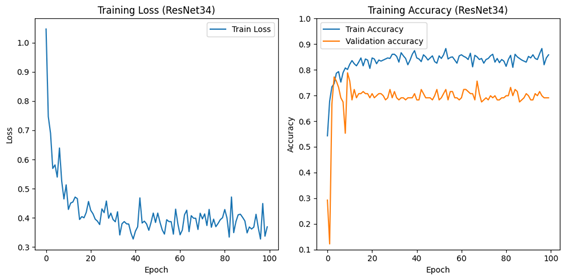 Training Loss (ResNet34)
Train Loss
1.0
0.9
0.8
0.7
0.6
0.5
0.4
0.3
Loss
0 20 40 60 80 100
Epoch
Training Accuracy (ResNet34)
Train Accuracy
Validation accuracy
1.0
0.9
0.8
0.7
0.6
0.5
0.4
0.3
0.2
0.1
Accuracy
0 20 40 60 80 100
Epoch